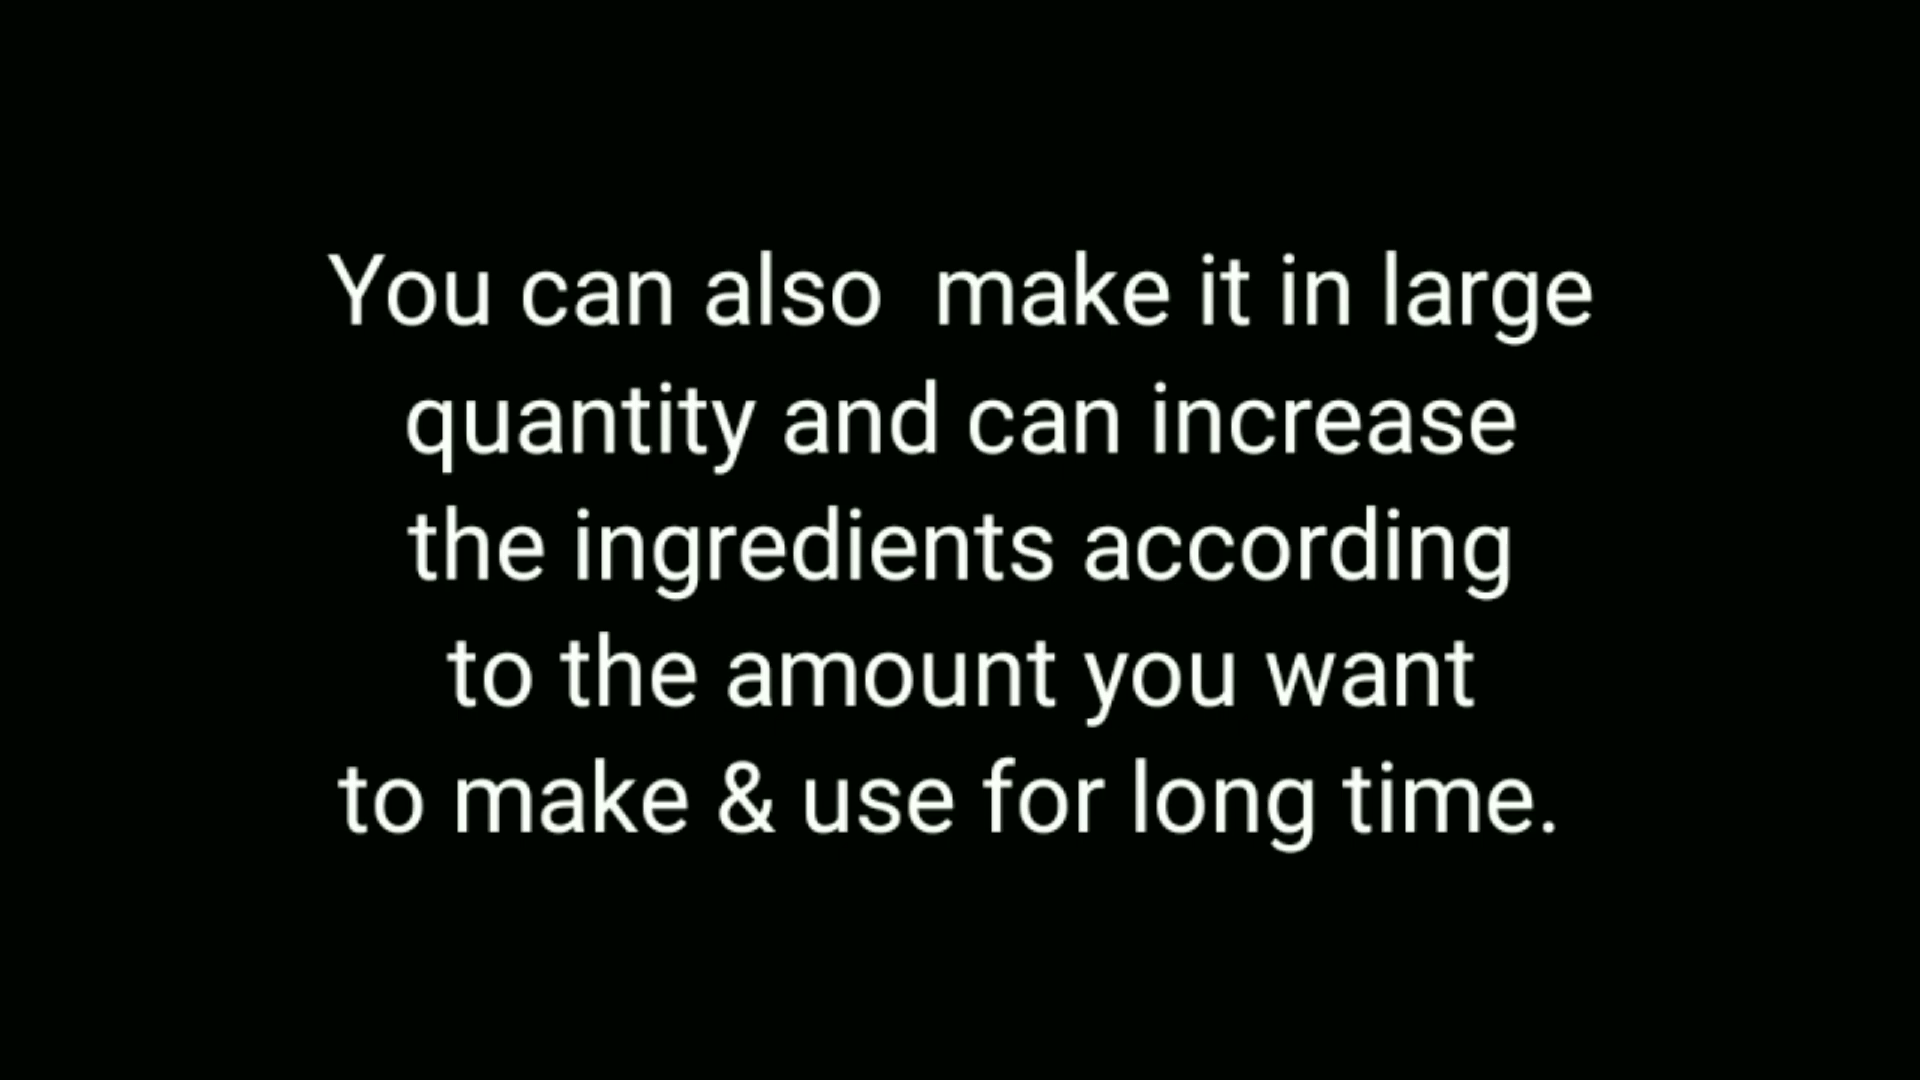 You can also  make it in large
quantity and can increase
the ingredients according
to the amount you want
to make & use for long time.